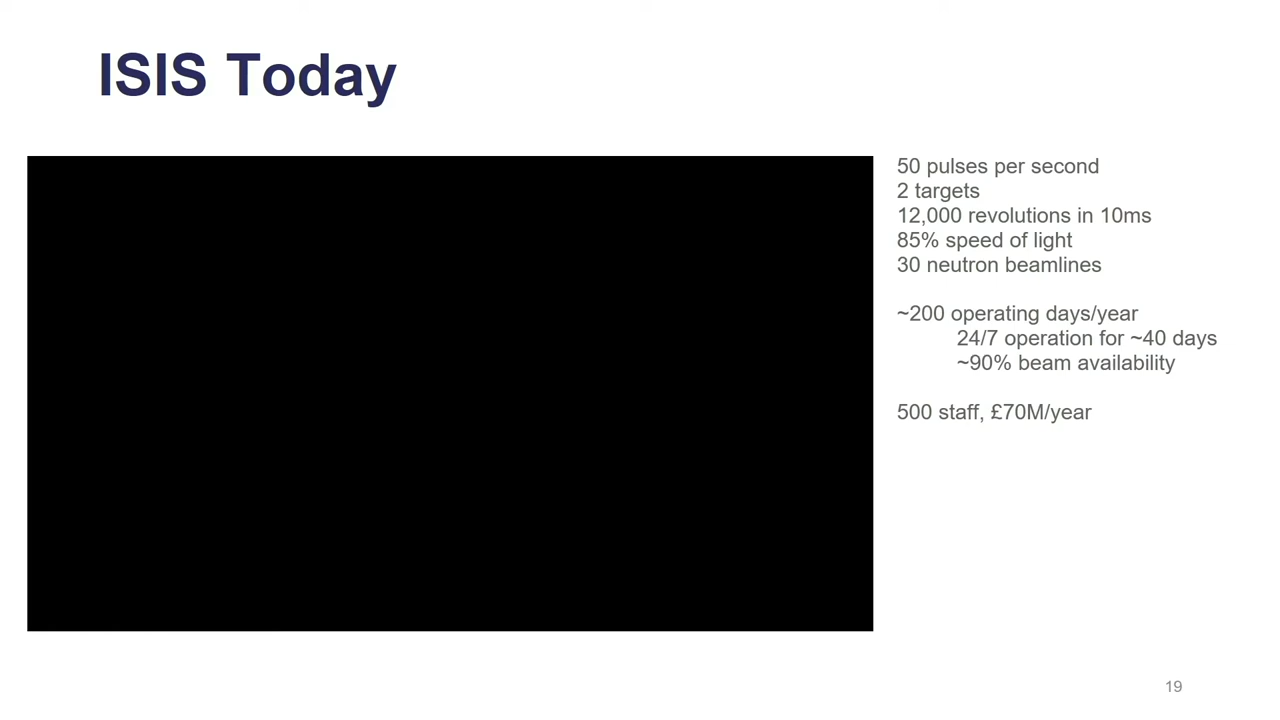 ISIS Today
50 pulses per second
2 targets
12,000 revolutions in 10ms
85% speed of light
30 neutron beamlines
~200 operating days/year
24/7 operation for ~40 days
~90% beam availability
500 staff, £70M/year
19